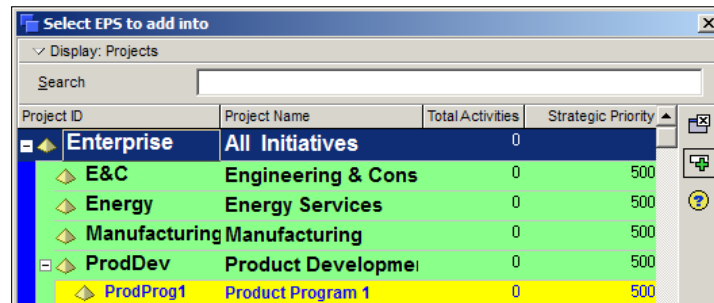 Select EPS to add into
Display: Projects
Search
Project ID Project Name Total Activities Strategic Priority
Enterprise All Initiatives 0
E&C Engineering & Cons 0 500
Energy Energy Services 0 500
Manufacturing Manufacturing 0 500
ProdDev Product Developme 0 500
ProdProg1 Product Program 1 0 500